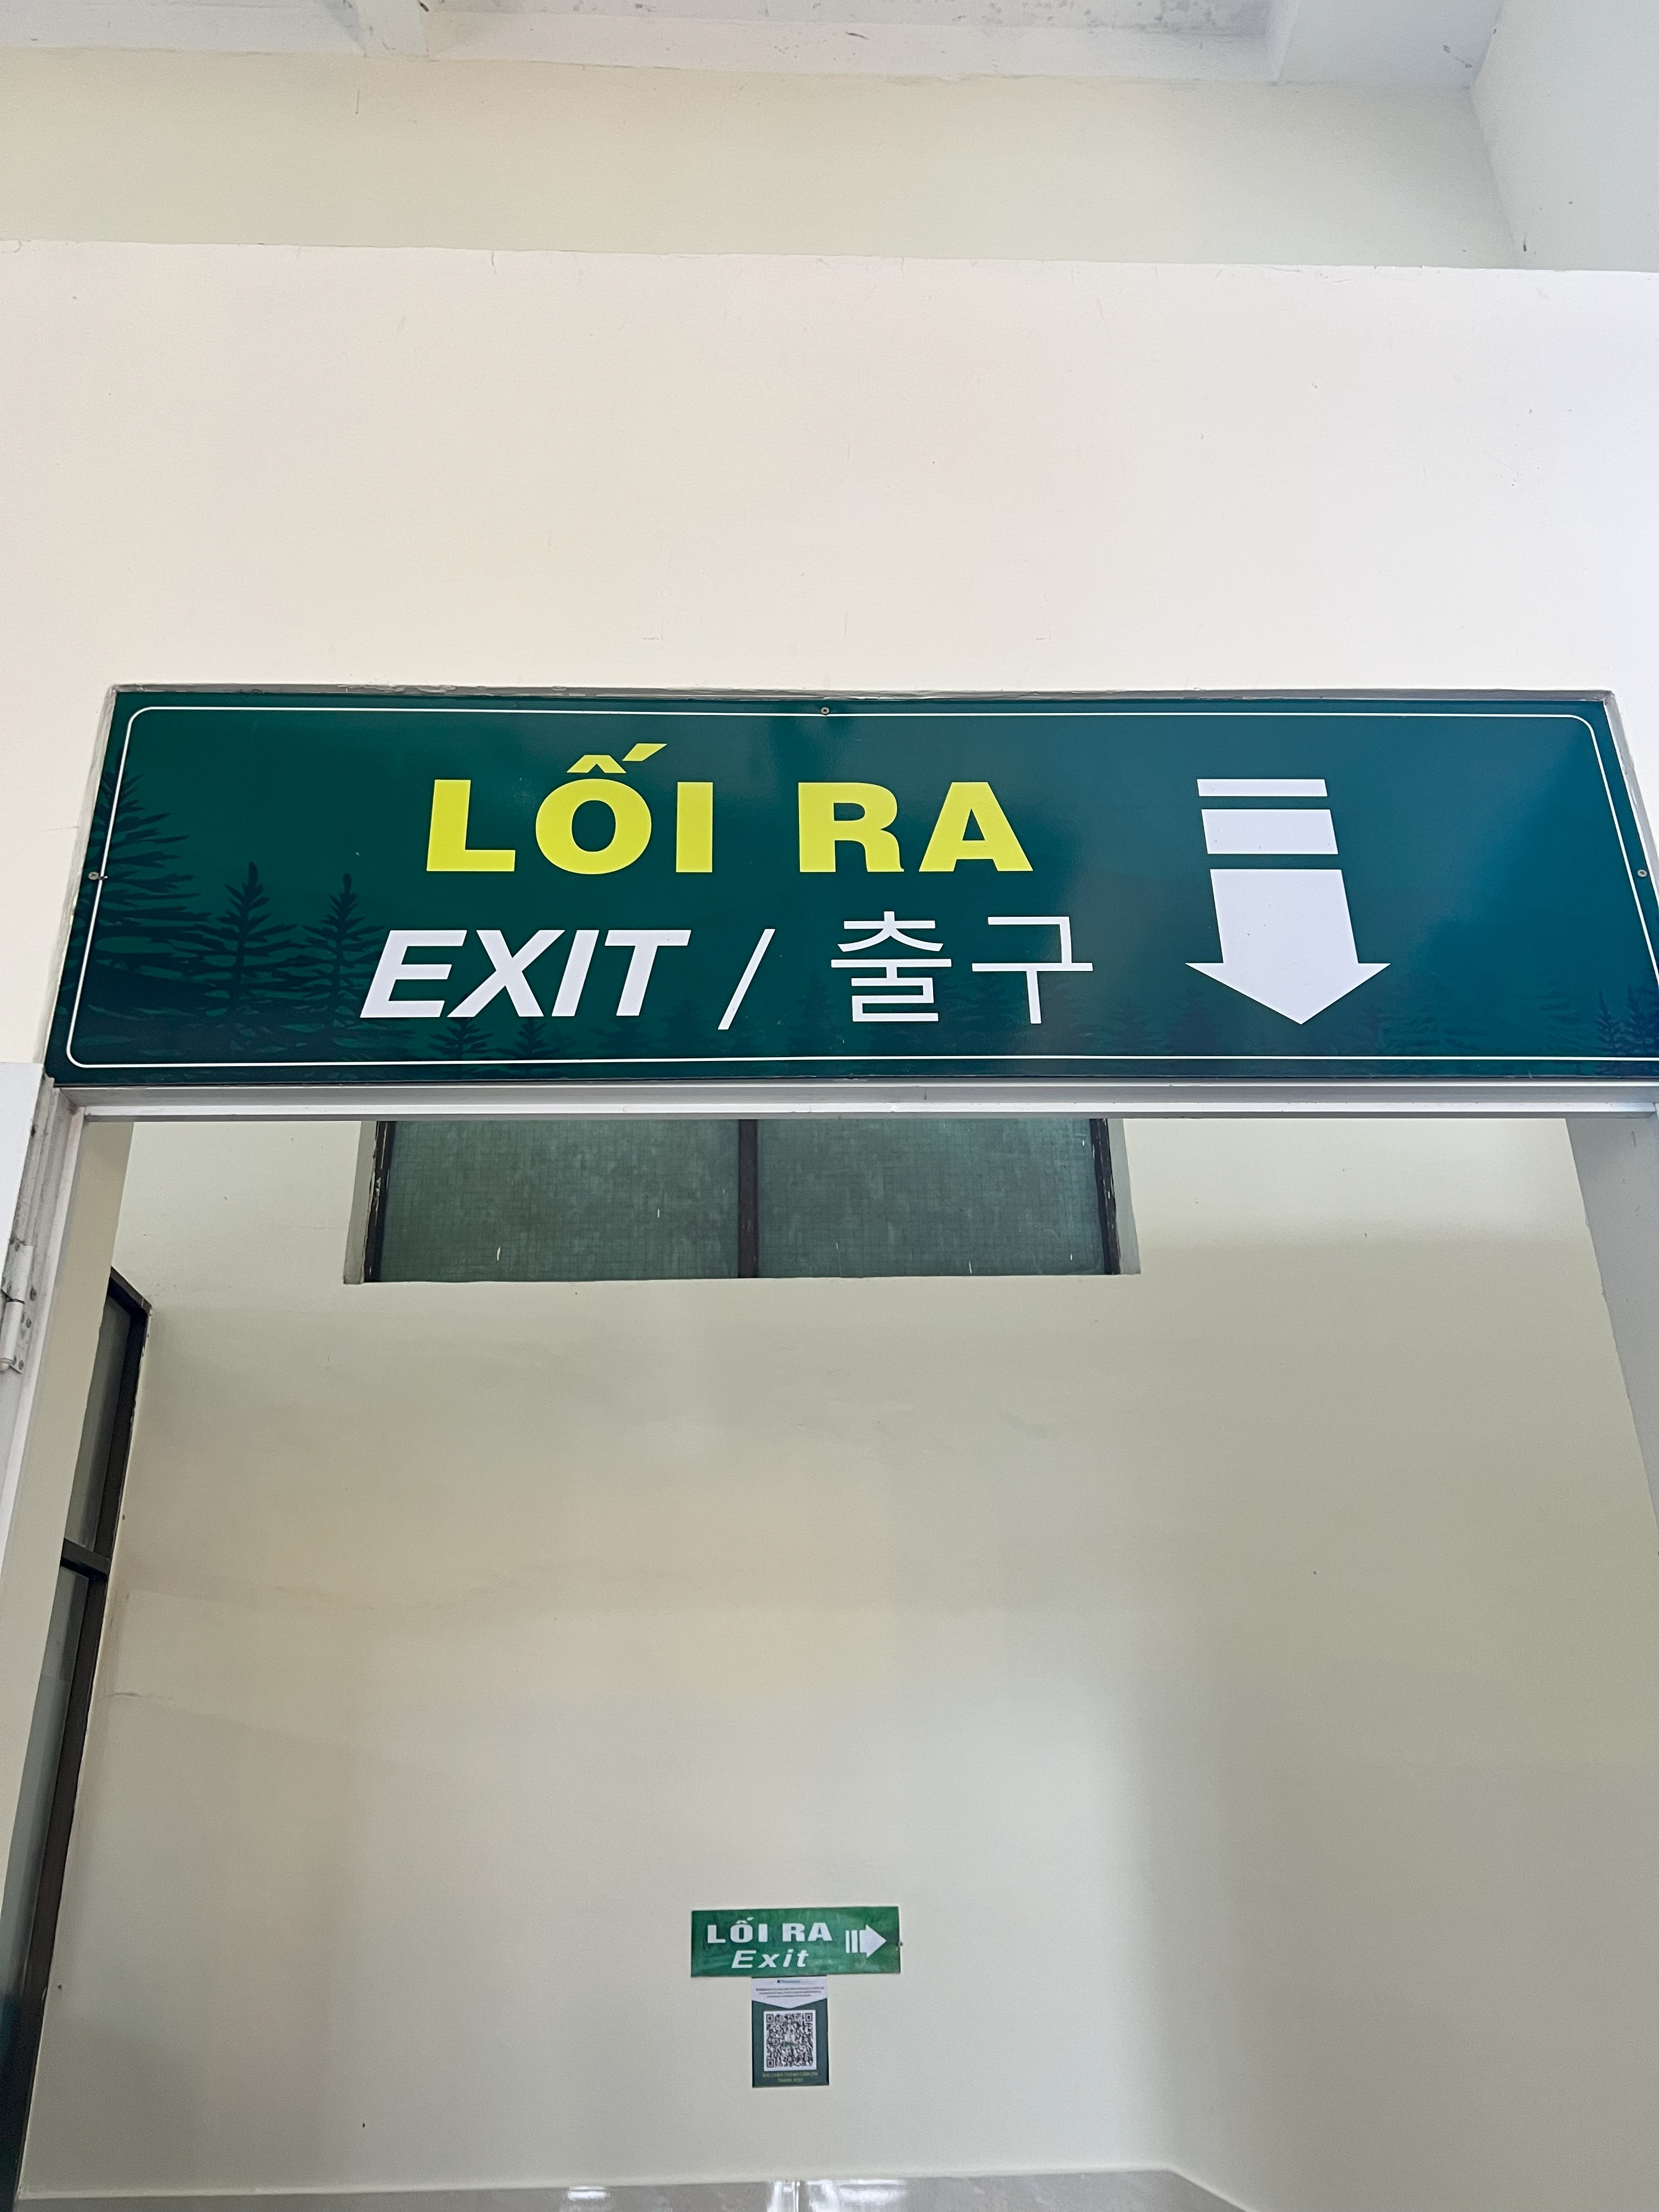 LỐI RA
EXIT / 출구
LỐI RA
Exit